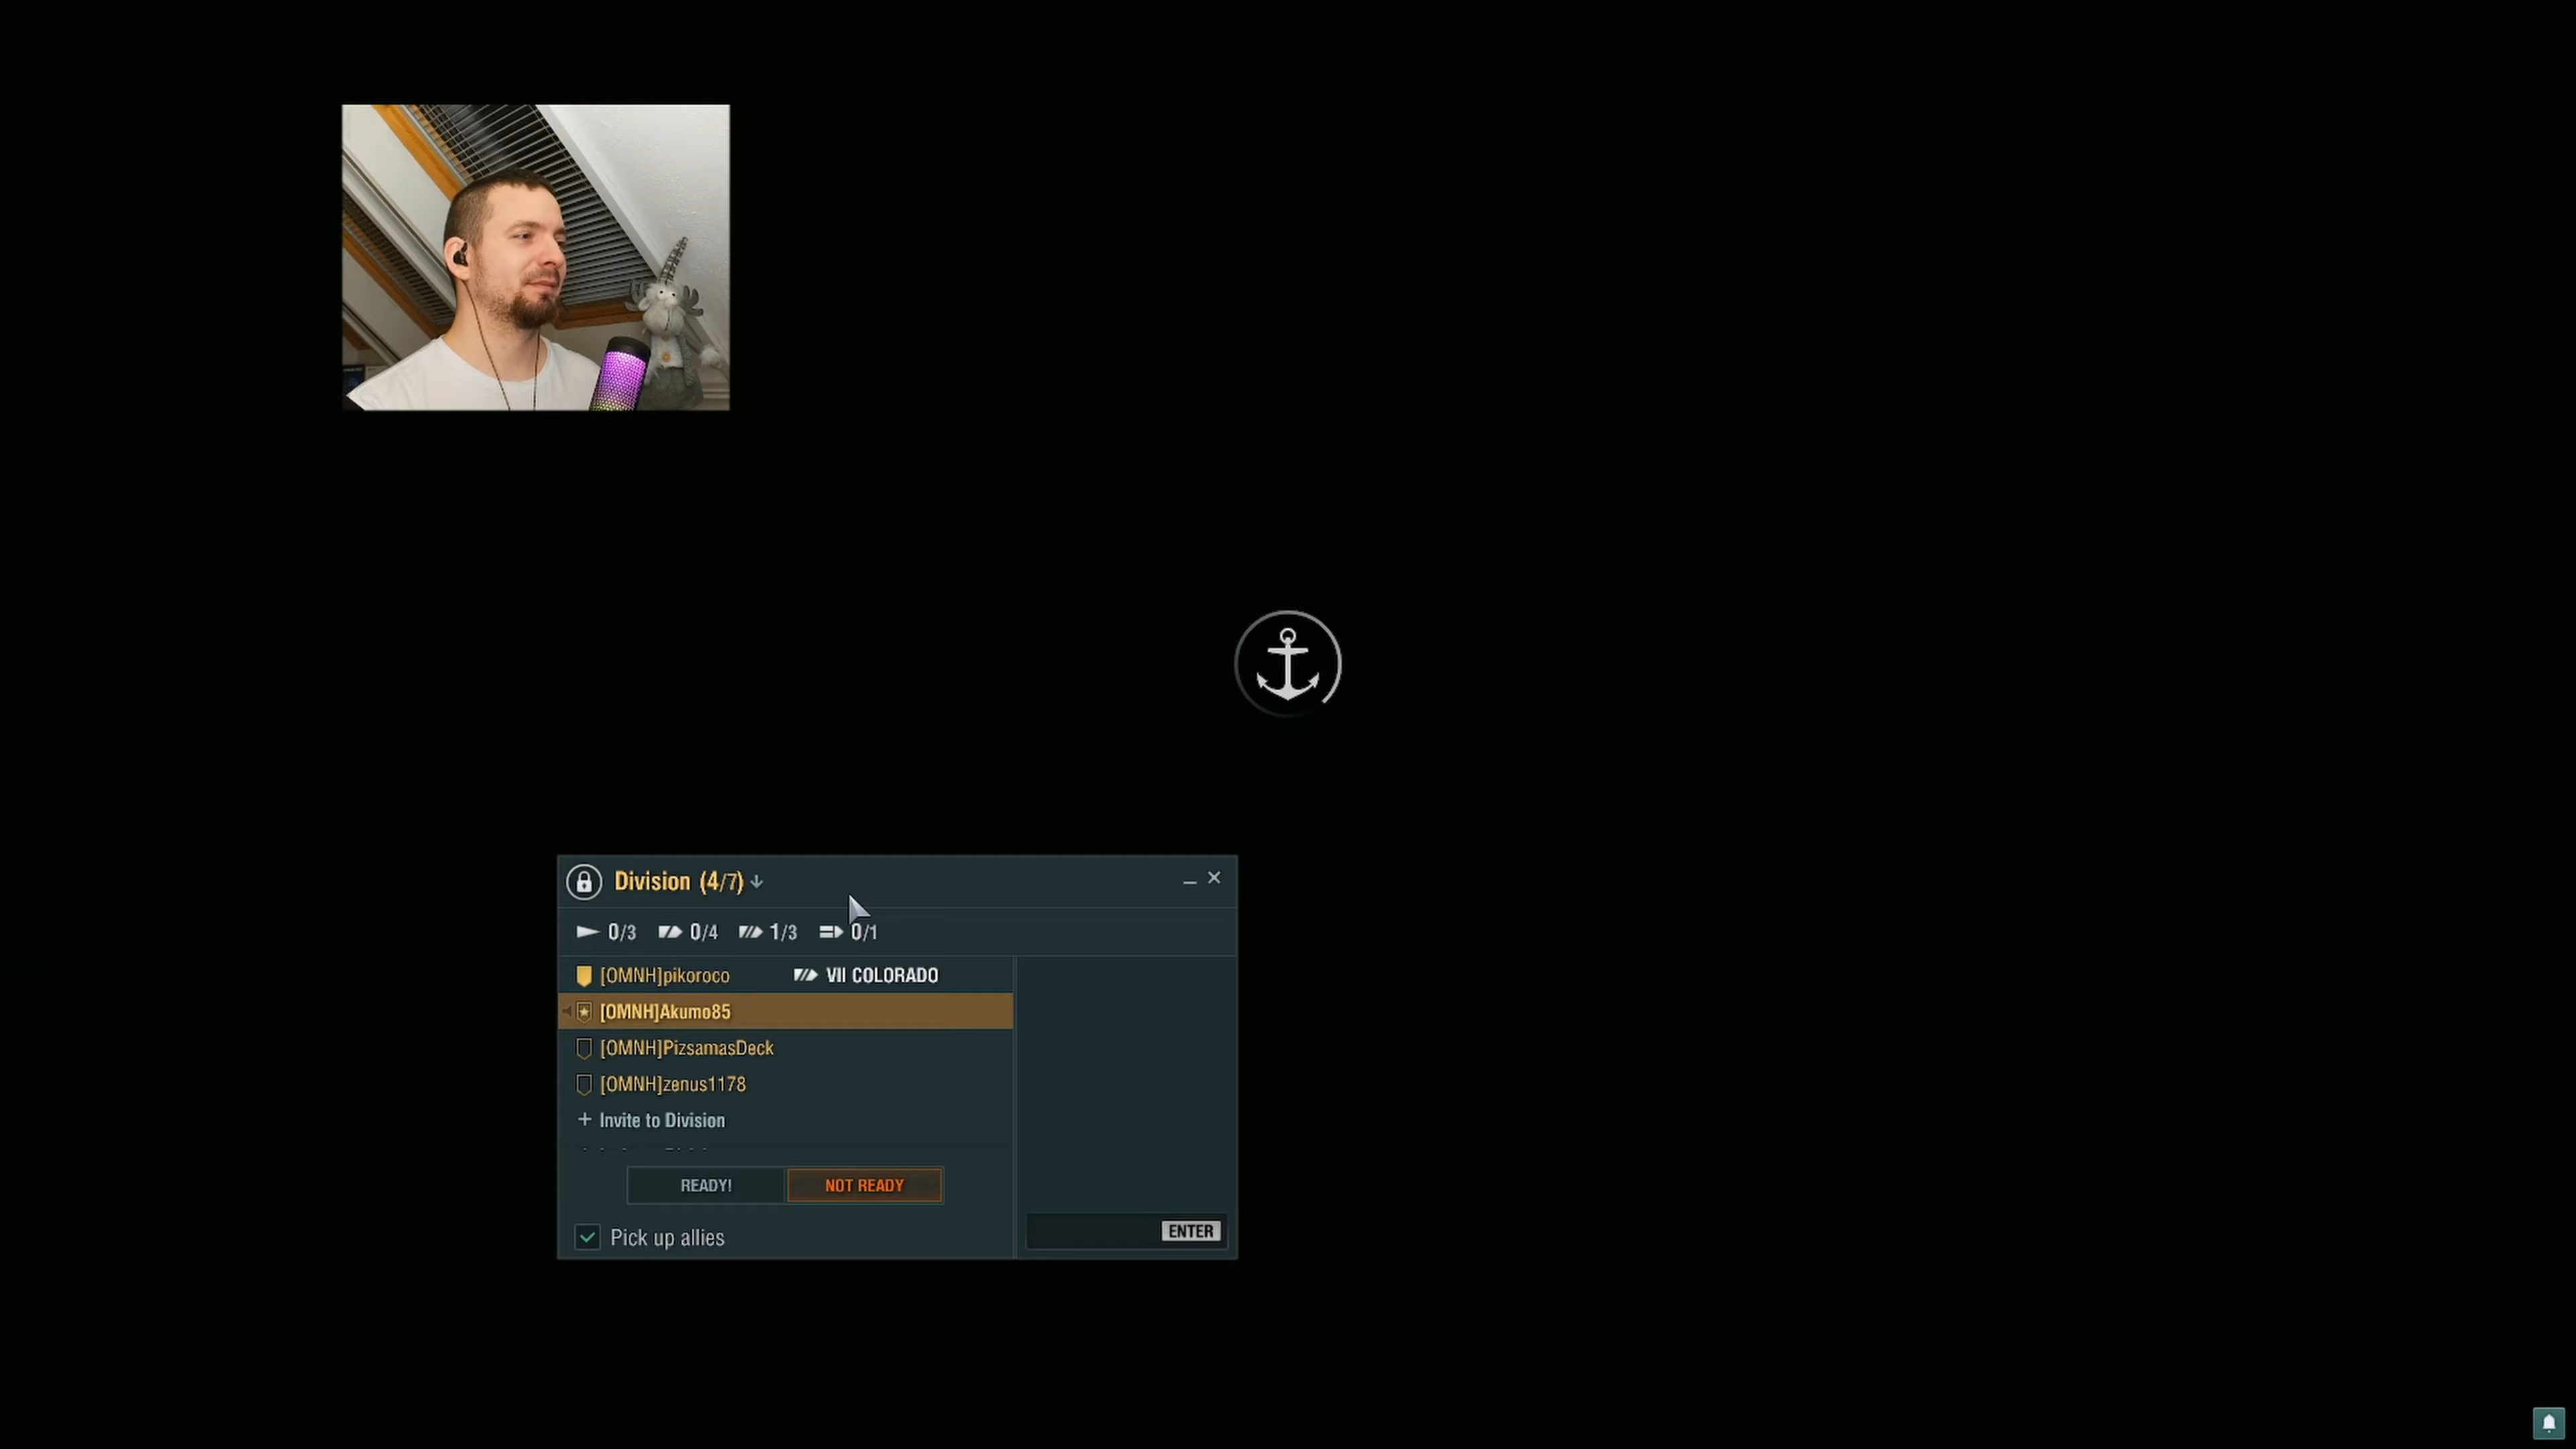 Division (4/7)
0/3 0/4 1/3 0/1
[OMNH]pikoroco VII COLORADO
[OMNH]Akumo85
[OMNH]PizsamasDeck
[OMNH]zenus1178
+ Invite to Division
READY! NOT READY
Pick up allies
ENTER